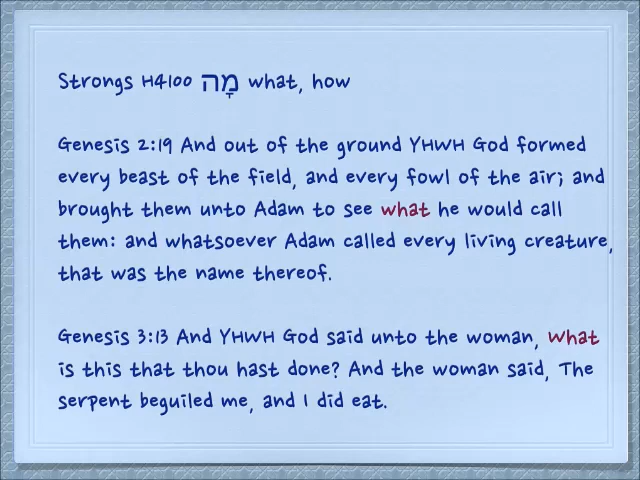 Strongs H4100 מָה what, how
Genesis 2:19 And out of the ground YHWH God formed
every beast of the field, and every fowl of the air; and
brought them unto Adam to see what he would call
them: and whatsoever Adam called every living creature,
that was the name thereof.
Genesis 3:13 And YHWH God said unto the woman, What
is this that thou hast done? And the woman said, The
serpent beguiled me, and I did eat.